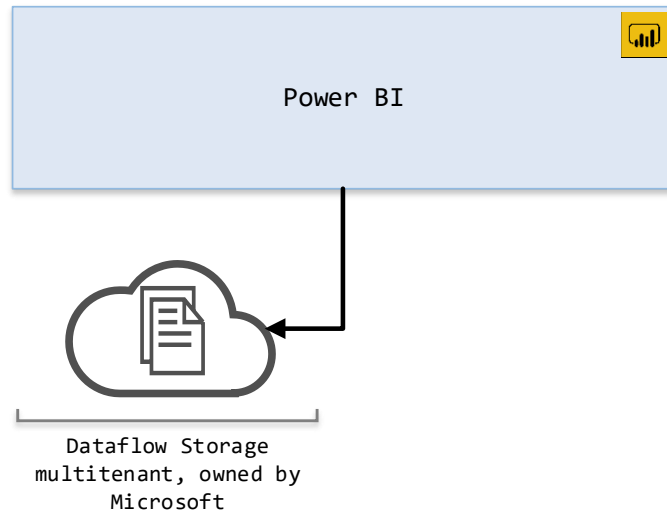 Power BI
Dataflow Storage
multitenant, owned by
Microsoft